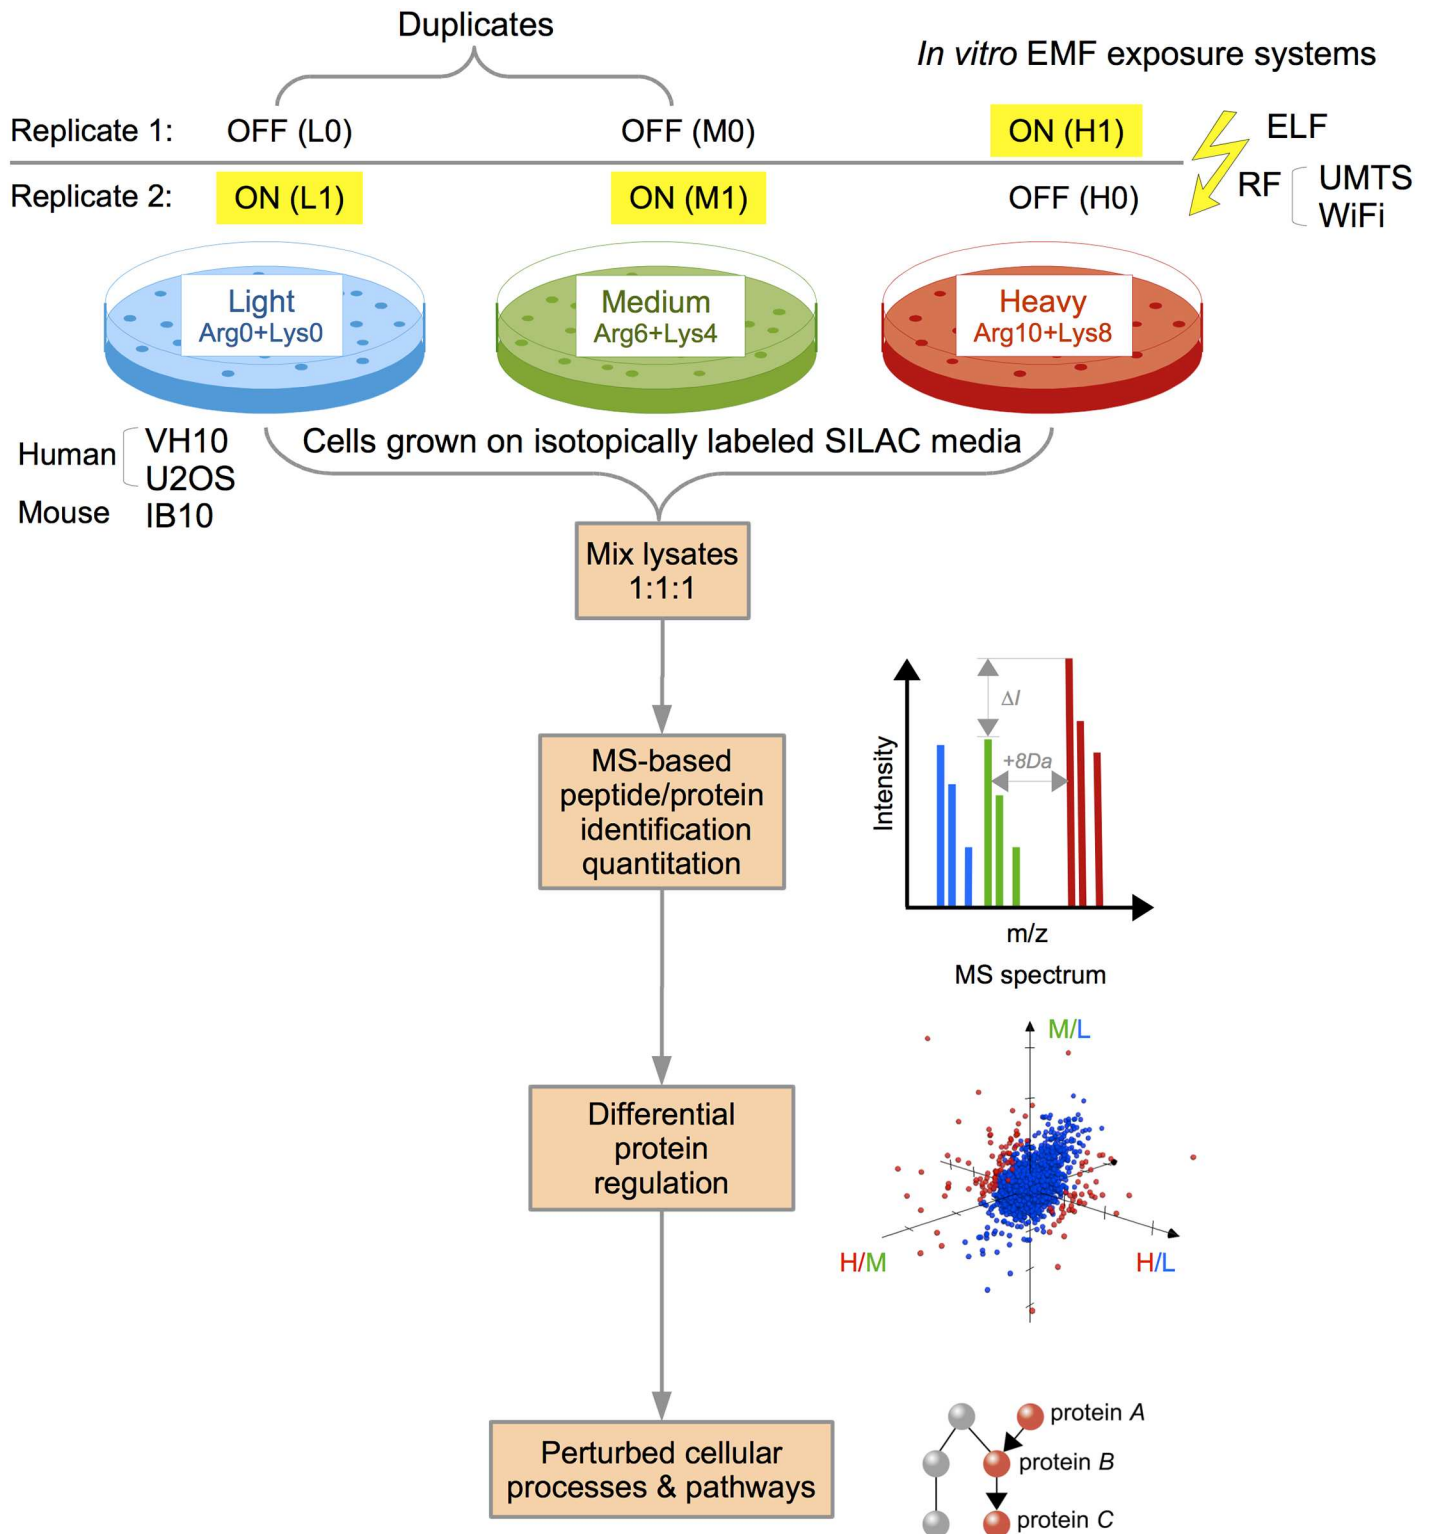 Duplicates
In vitro EMF exposure systems
Replicate 1: OFF (L0) OFF (M0) ON (H1)
ELF
Replicate 2: ON (L1) ON (M1) OFF (H0)
RF
UMTS
WiFi
Light
Arg0+Lys0
Medium
Arg6+Lys4
Heavy
Arg10+Lys8
Human
VH10
U2OS
Mouse IB10
Cells grown on isotopically labeled SILAC media
Mix lysates
1:1:1
MS-based
peptide/protein
identification
quantitation
Intensity
ΔI
+8Da
m/z
MS spectrum
Differential
protein
regulation
M/L
H/M
H/L
Perturbed cellular
processes & pathways
protein A
protein B
protein C